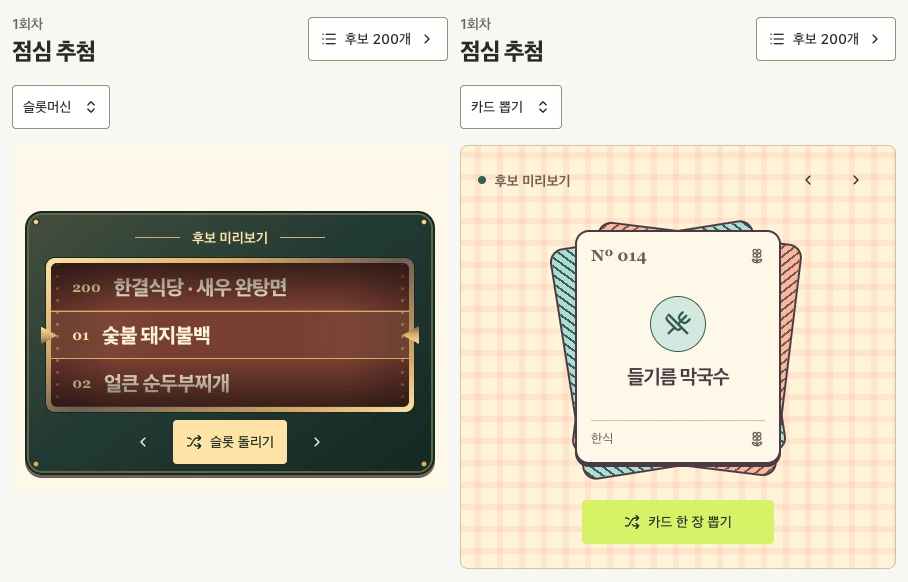 1회차
점심 추첨
후보 200개
슬롯머신
후보 미리보기
200 한결식당 · 새우 완탕면
01 숯불 돼지불백
02 얼큰 순두부찌개
슬롯 돌리기
1회차
점심 추첨
후보 200개
카드 뽑기
후보 미리보기
Nº 014
들기름 막국수
한식
카드 한 장 뽑기